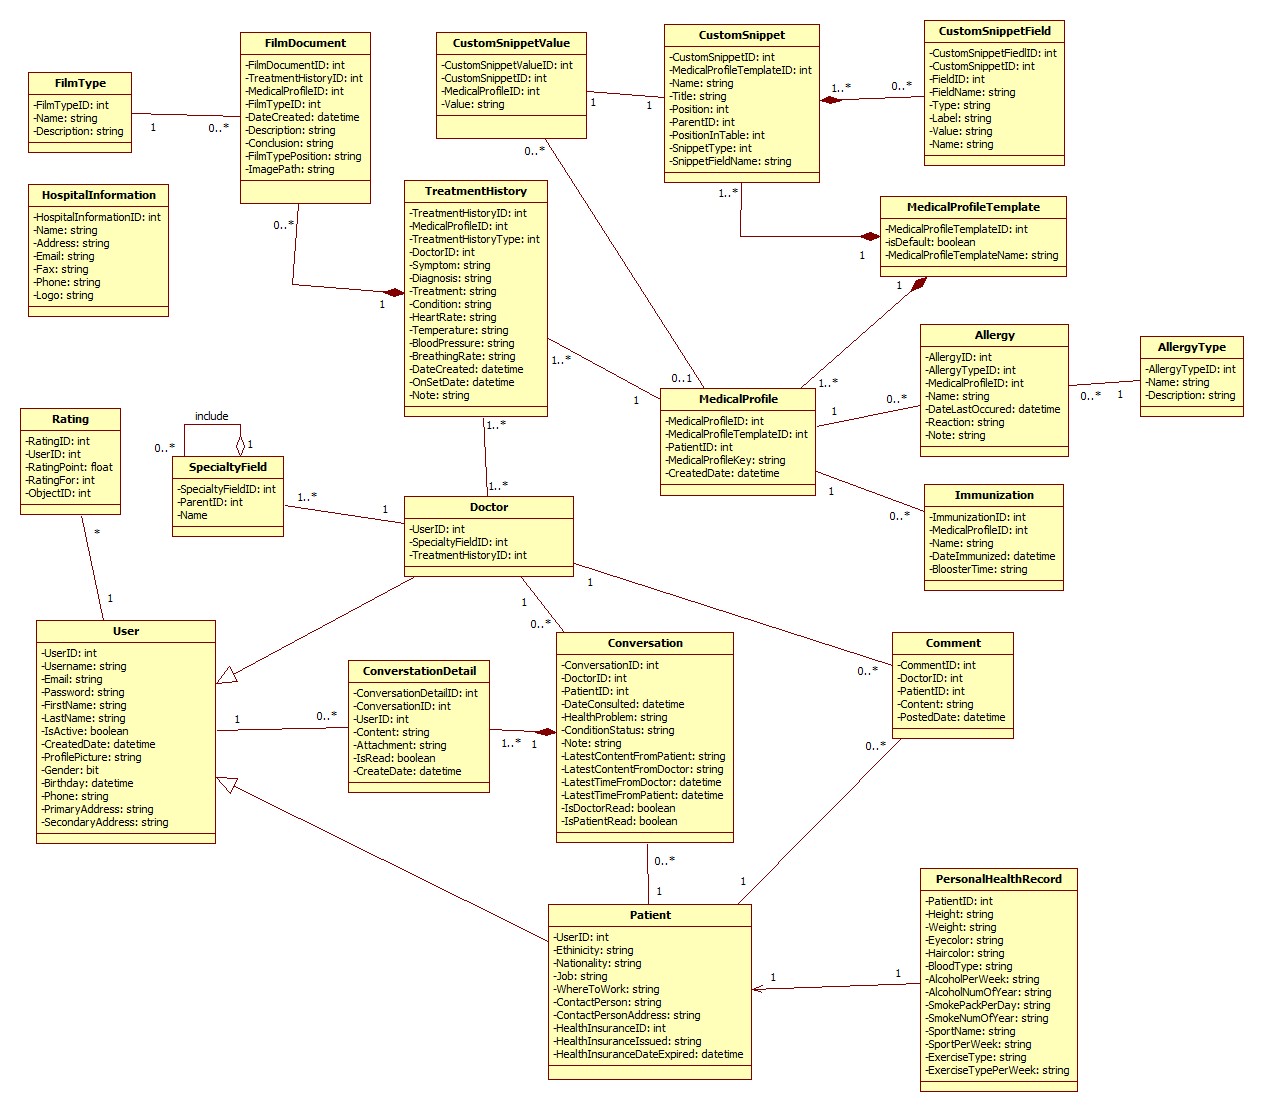 FilmType
-FilmTypeID: int
-Name: string
-Description: string
1
0..*
FilmDocument
-FilmDocumentID: int
-TreatmentHistoryID: int
-MedicalProfileID: int
-FilmTypeID: int
-DateCreated: datetime
-Description: string
-Conclusion: string
-FilmTypePosition: string
-ImagePath: string
0..*
1
CustomSnippetValue
-CustomSnippetValueID: int
-CustomSnippetID: int
-MedicalProfileID: int
-Value: string
1
1
0..*
0..1
CustomSnippet
-CustomSnippetID: int
-MedicalProfileTemplateID: int
-Name: string
-Title: string
-Position: int
-ParentID: int
-PositionInTable: int
-SnippetType: int
-SnippetFieldName: string
1..*
0..*
1..*
1
CustomSnippetField
-CustomSnippetFiedlID: int
-CustomSnippetID: int
-FieldID: int
-FieldName: string
-Type: string
-Label: string
-Value: string
-Name: string
HospitalInformation
-HospitalInformationID: int
-Name: string
-Address: string
-Email: string
-Fax: string
-Phone: string
-Logo: string
TreatmentHistory
-TreatmentHistoryID: int
-MedicalProfileID: int
-TreatmentHistoryType: int
-DoctorID: int
-Symptom: string
-Diagnosis: string
-Treatment: string
-Condition: string
-HeartRate: string
-Temperature: string
-BloodPressure: string
-BreathingRate: string
-DateCreated: datetime
-OnSetDate: datetime
-Note: string
1..*
1
1..*
1..*
MedicalProfileTemplate
-MedicalProfileTemplateID: int
-isDefault: boolean
-MedicalProfileTemplateName: string
1
1..*
MedicalProfile
-MedicalProfileID: int
-MedicalProfileTemplateID: int
-PatientID: int
-MedicalProfileKey: string
-CreatedDate: datetime
1
0..*
1
0..*
Allergy
-AllergyID: int
-AllergyTypeID: int
-MedicalProfileID: int
-Name: string
-DateLastOccured: datetime
-Reaction: string
-Note: string
0..*
1
AllergyType
-AllergyTypeID: int
-Name: string
-Description: string
Immunization
-ImmunizationID: int
-MedicalProfileID: int
-Name: string
-DateImmunized: datetime
-BloosterTime: string
Rating
-RatingID: int
-UserID: int
-RatingPoint: float
-RatingFor: int
-ObjectID: int
*
1
include
0..*
1
SpecialtyField
-SpecialtyFieldID: int
-ParentID: int
-Name
1..*
1
Doctor
-UserID: int
-SpecialtyFieldID: int
-TreatmentHistoryID: int
1
0..*
1
0..*
User
-UserID: int
-Username: string
-Email: string
-Password: string
-FirstName: string
-LastName: string
-IsActive: boolean
-CreatedDate: datetime
-ProfilePicture: string
-Gender: bit
-Birthday: datetime
-Phone: string
-PrimaryAddress: string
-SecondaryAddress: string
1
0..*
ConverstationDetail
-ConversationDetailID: int
-ConversationID: int
-UserID: int
-Content: string
-Attachment: string
-IsRead: boolean
-CreateDate: datetime
1..*
1
Conversation
-ConversationID: int
-DoctorID: int
-PatientID: int
-DateConsulted: datetime
-HealthProblem: string
-ConditionStatus: string
-Note: string
-LatestContentFromPatient: string
-LatestContentFromDoctor: string
-LatestTimeFromDoctor: datetime
-LatestTimeFromPatient: datetime
-IsDoctorRead: boolean
-IsPatientRead: boolean
0..*
1
Comment
-CommentID: int
-DoctorID: int
-PatientID: int
-Content: string
-PostedDate: datetime
0..*
1
Patient
-UserID: int
-Ethinicity: string
-Nationality: string
-Job: string
-WhereToWork: string
-ContactPerson: string
-ContactPersonAddress: string
-HealthInsuranceID: int
-HealthInsuranceIssued: string
-HealthInsuranceDateExpired: datetime
1
1
PersonalHealthRecord
-PatientID: int
-Height: string
-Weight: string
-Eyecolor: string
-Haircolor: string
-BloodType: string
-AlcoholPerWeek: string
-AlcoholNumOfYear: string
-SmokePackPerDay: string
-SmokeNumOfYear: string
-SportName: string
-SportPerWeek: string
-ExerciseType: string
-ExerciseTypePerWeek: string